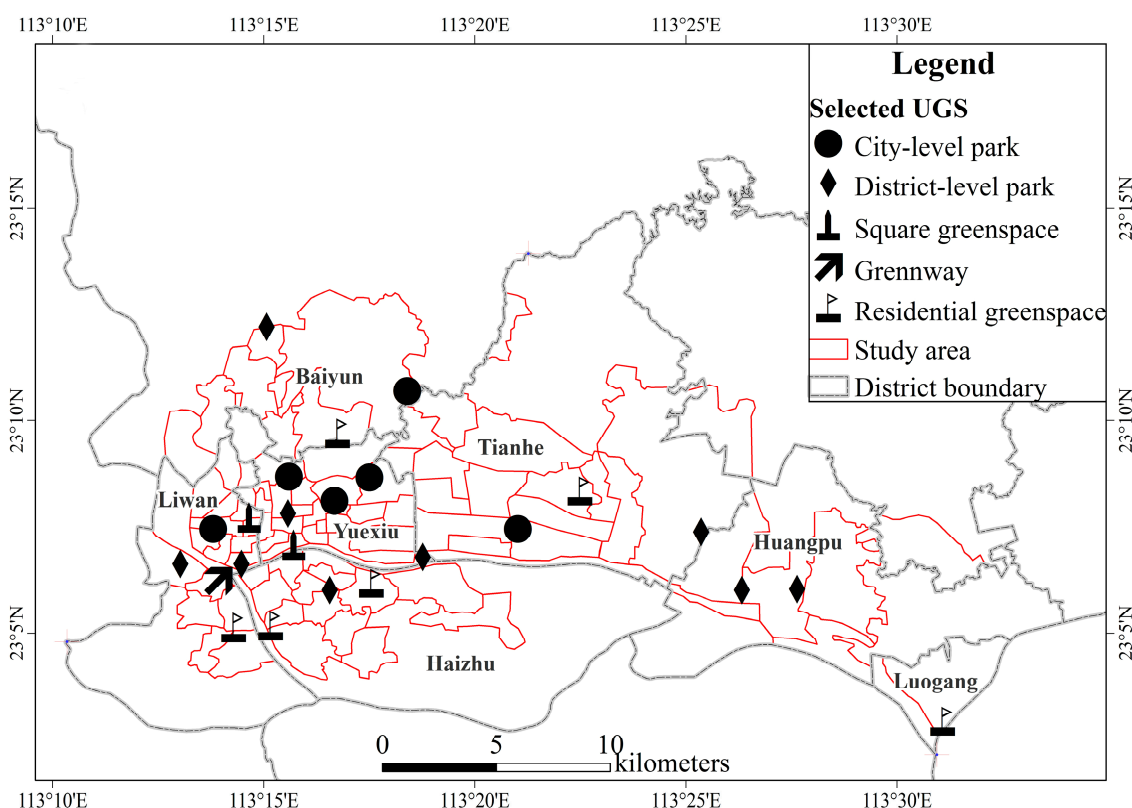 113°10'E 113°15'E 113°20'E 113°25'E 113°30'E
Legend
Selected UGS
City-level park
District-level park
Square greenspace
Grennway
Residential greenspace
Study area
District boundary
23°15'N
23°15'N
Baiyun
23°10'N
23°10'N
Tianhe
Liwan
Yuexiu
Huangpu
23°5'N
23°5'N
Haizhu
Luogang
0 5 10
kilometers
113°10'E 113°15'E 113°20'E 113°25'E 113°30'E